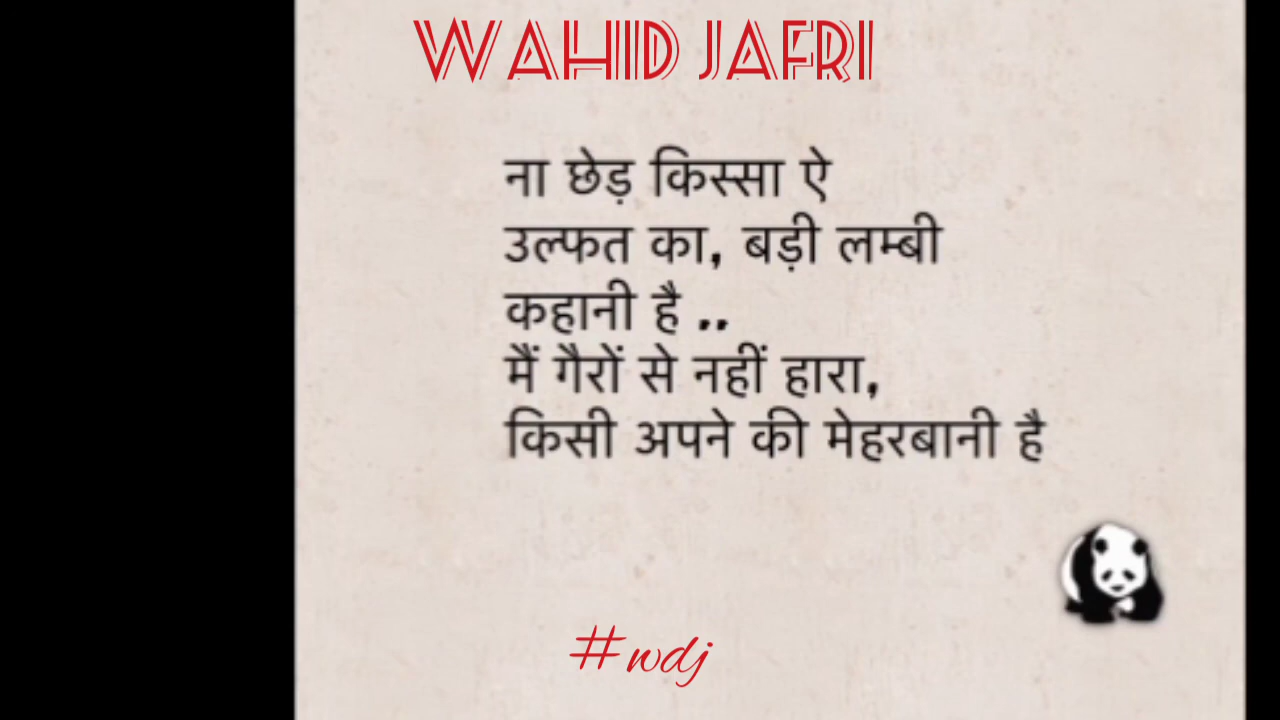 WAHID JAFRI
ना छेड़ किस्सा ऐ
उल्फत का, बड़ी लम्बी
कहानी है ..
मैं गैरों से नहीं हारा,
किसी अपने की मेहरबानी है
#wdj